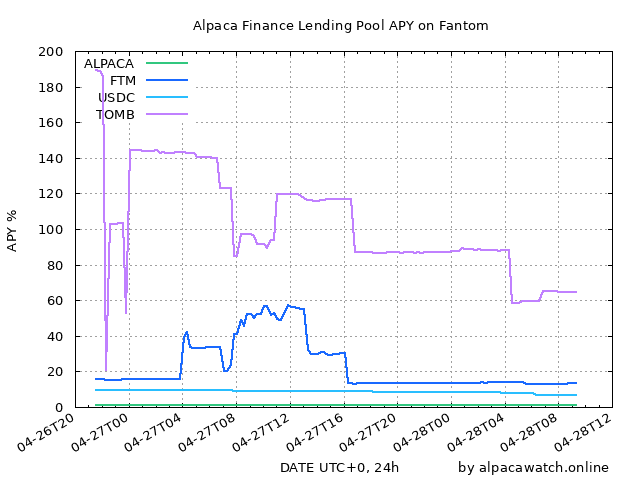 Alpaca Finance Lending Pool APY on Fantom
200
180
160
140
120
100
80
60
40
20
0
APY %
ALPACA
FTM
USDC
TOMB
04-26T20
04-27T00
04-27T04
04-27T08
04-27T12
04-27T16
04-27T20
04-28T00
04-28T04
04-28T08
04-28T12
DATE UTC+0, 24h
by alpacawatch.online